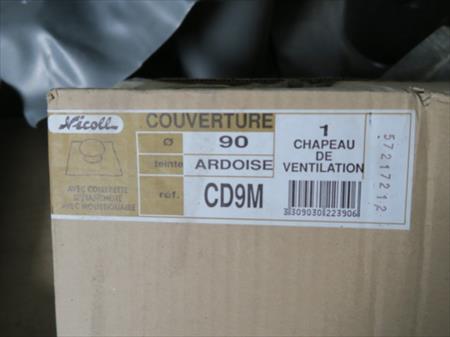 Nicoll
COUVERTURE
Ø 90
teinte ARDOISE
réf. CD9M
AVEC COLLERETTE
D'ETANCHEITE
AVEC MOUSTIQUAIRE
1
CHAPEAU
DE
VENTILATION
3309030223906
57217212